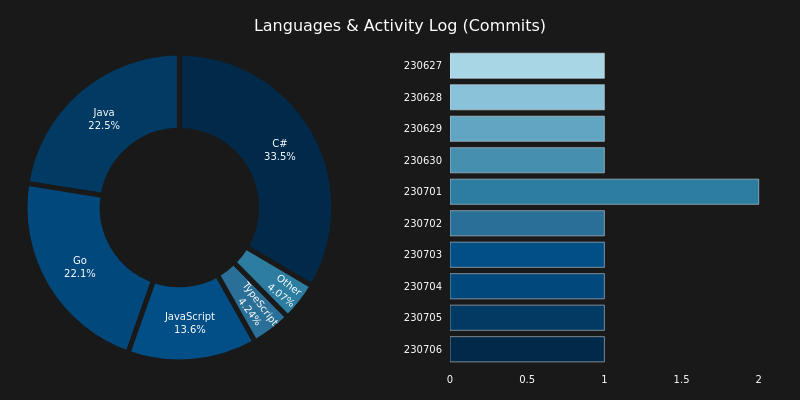 Languages & Activity Log (Commits)
C#
33.5%
Java
22.5%
Go
22.1%
JavaScript
13.6%
TypeScript
4.24%
Other
4.07%
230627
230628
230629
230630
230701
230702
230703
230704
230705
230706
0 0.5 1 1.5 2